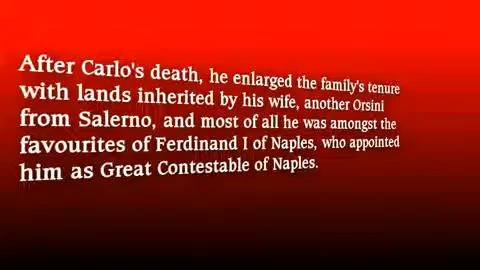 After Carlo's death, he enlarged the family's tenure
with lands inherited by his wife, another Orsini
from Salerno, and most of all he was amongst the
favourites of Ferdinand I of Naples, who appointed
him as Great Contestable of Naples.